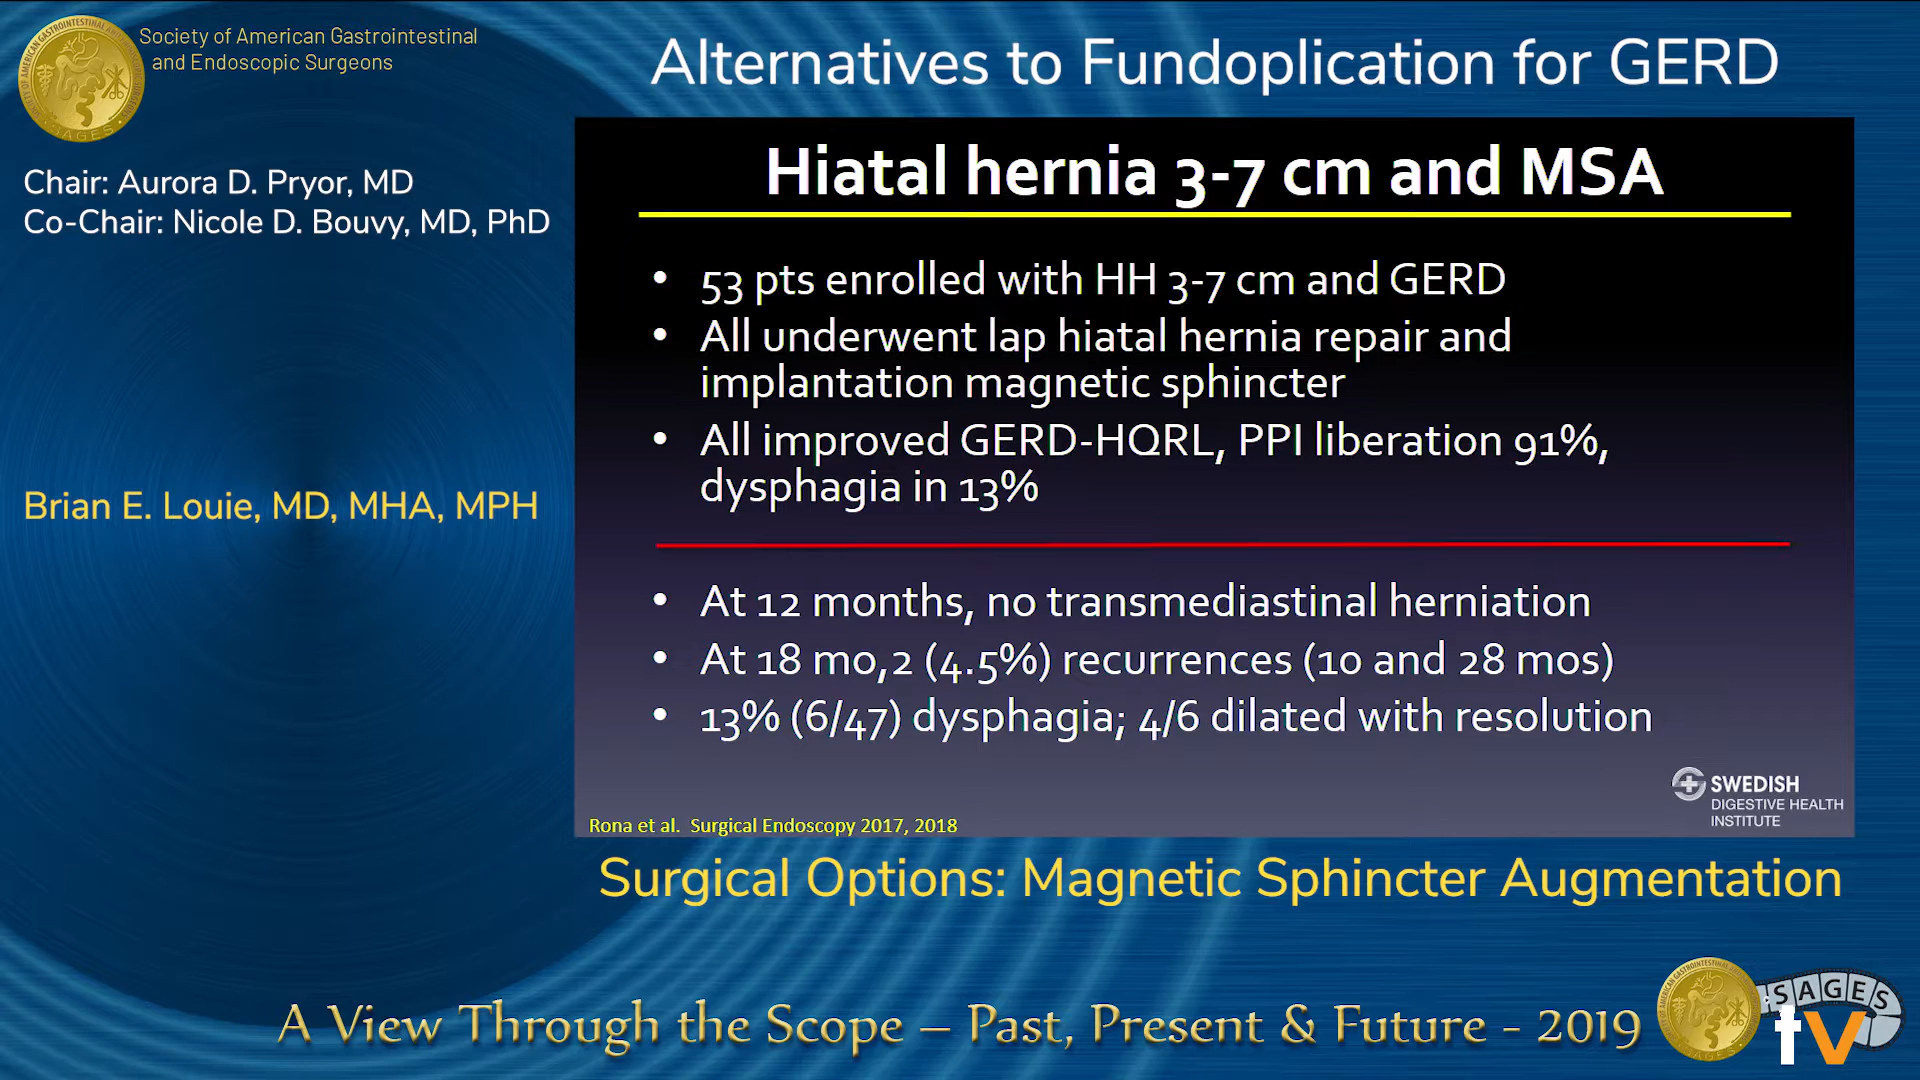 Society of American Gastrointestinal
and Endoscopic Surgeons
Alternatives to Fundoplication for GERD
Chair: Aurora D. Pryor, MD
Co-Chair: Nicole D. Bouvy, MD, PhD
Brian E. Louie, MD, MHA, MPH
Hiatal hernia 3-7 cm and MSA
• 53 pts enrolled with HH 3-7 cm and GERD
• All underwent lap hiatal hernia repair and
implantation magnetic sphincter
• All improved GERD-HQRL, PPI liberation 91%,
dysphagia in 13%
• At 12 months, no transmediastinal herniation
• At 18 mo,2 (4.5%) recurrences (10 and 28 mos)
• 13% (6/47) dysphagia; 4/6 dilated with resolution
SWEDISH
DIGESTIVE HEALTH
INSTITUTE
Rona et al. Surgical Endoscopy 2017, 2018
Surgical Options: Magnetic Sphincter Augmentation
A View Through the Scope – Past, Present & Future - 2019
SAGES
tv